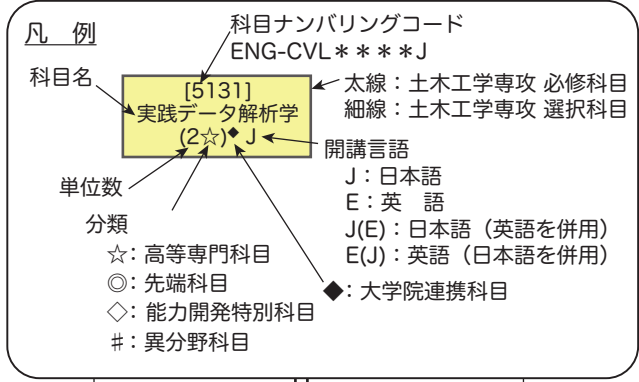 凡 例
科目ナンバリングコード
ENG-CVL＊＊＊＊J
科目名
[5131]
実践データ解析学
(2☆)◆ J
太線：土木工学専攻 必修科目
細線：土木工学専攻 選択科目
開講言語
J：日本語
E：英 語
J(E)：日本語（英語を併用）
E(J)：英語（日本語を併用）
単位数
分類
☆：高等専門科目
◎：先端科目
◇：能力開発特別科目
♯：異分野科目
◆：大学院連携科目